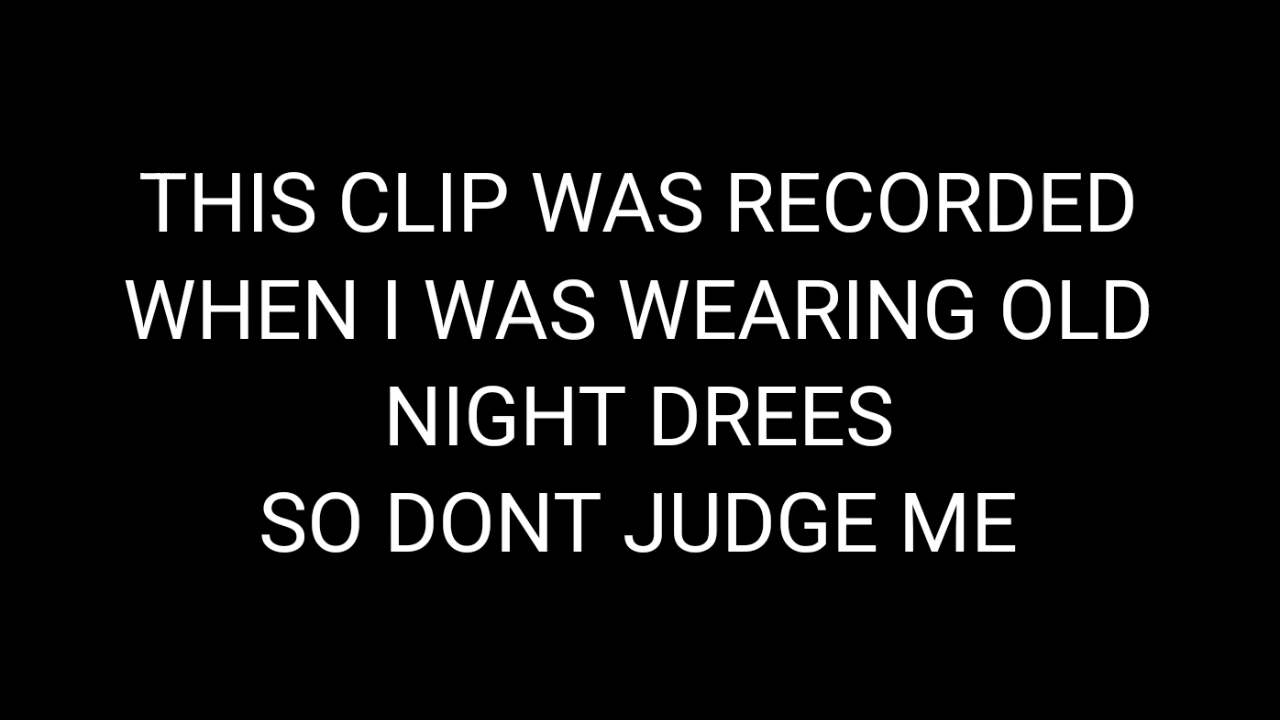 THIS CLIP WAS RECORDED
WHEN I WAS WEARING OLD
NIGHT DREES
SO DONT JUDGE ME